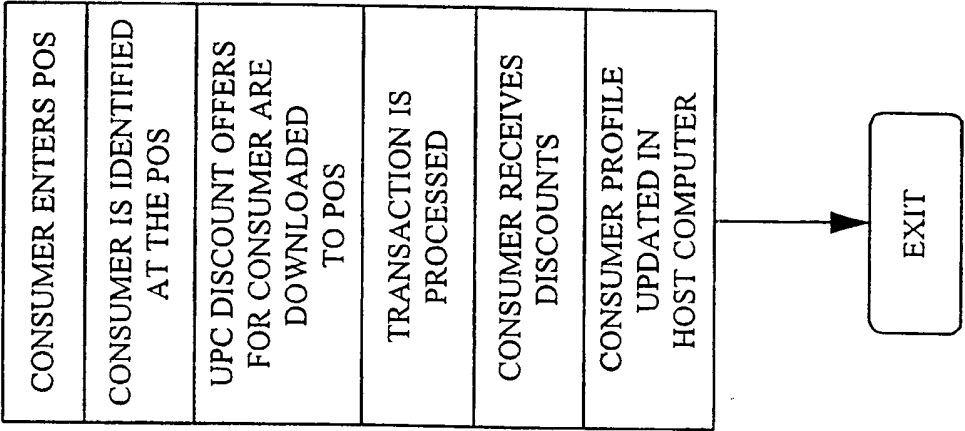 CONSUMER ENTERS POS
CONSUMER IS IDENTIFIED
AT THE POS
UPC DISCOUNT OFFERS
FOR CONSUMER ARE
DOWNLOADED
TO POS
TRANSACTION IS
PROCESSED
CONSUMER RECEIVES
DISCOUNTS
CONSUMER PROFILE
UPDATED IN
HOST COMPUTER
EXIT